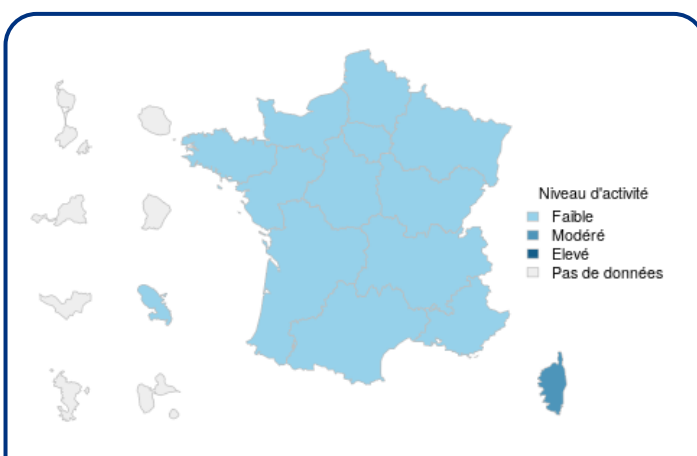 Niveau d'activité
Faible
Modéré
Elevé
Pas de données